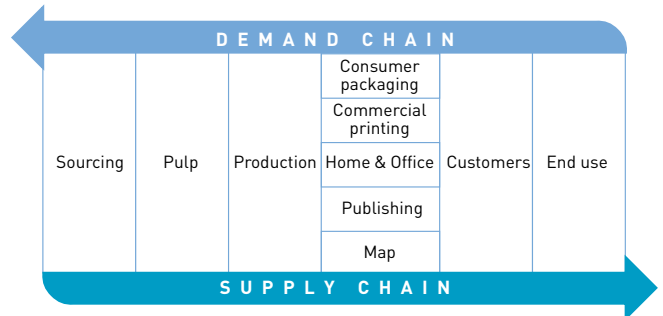 DEMAND CHAIN
Consumer
packaging
Commercial
printing
Sourcing
Pulp
Production
Home & Office
Customers
End use
Publishing
Map
SUPPLY CHAIN